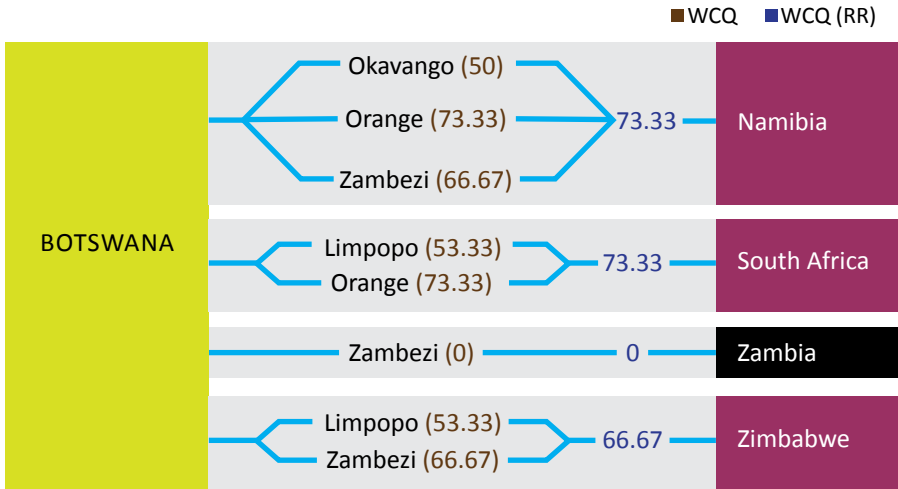 WCQ WCQ (RR)
Okavango (50)
Orange (73.33) 73.33 Namibia
Zambezi (66.67)
BOTSWANA
Limpopo (53.33)
73.33 South Africa
Orange (73.33)
Zambezi (0) 0 Zambia
Limpopo (53.33)
66.67 Zimbabwe
Zambezi (66.67)